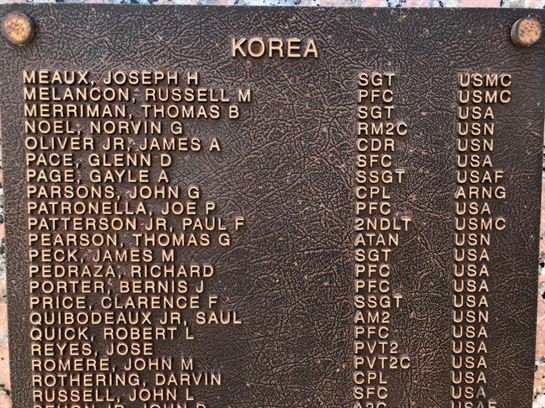 KOREA
MEAUX, JOSEPH H SGT USMC
MELANCON, RUSSELL M PFC USMC
MERRIMAN, THOMAS B SGT USA
NOEL, NORVIN G RM2C USN
OLIVER JR, JAMES A CDR USN
PACE, GLENN D SFC USA
PAGE, GAYLE A SSGT USAF
PARSONS, JOHN G CPL ARNG
PATRONELLA, JOE P PFC USA
PATTERSON JR, PAUL F 2NDLT USMC
PEARSON, THOMAS G ATAN USN
PECK, JAMES M SGT USA
PEDRAZA, RICHARD PFC USA
PORTER, BERNIS J PFC USA
PRICE, CLARENCE F SSGT USA
QUIBODEAUX JR, SAUL AM2 USN
QUICK, ROBERT L PFC USA
REYES, JOSE PVT2 USA
ROMERE, JOHN M PVT2C USA
ROTHERING, DARVIN CPL USA
RUSSELL, JOHN L SFC USA